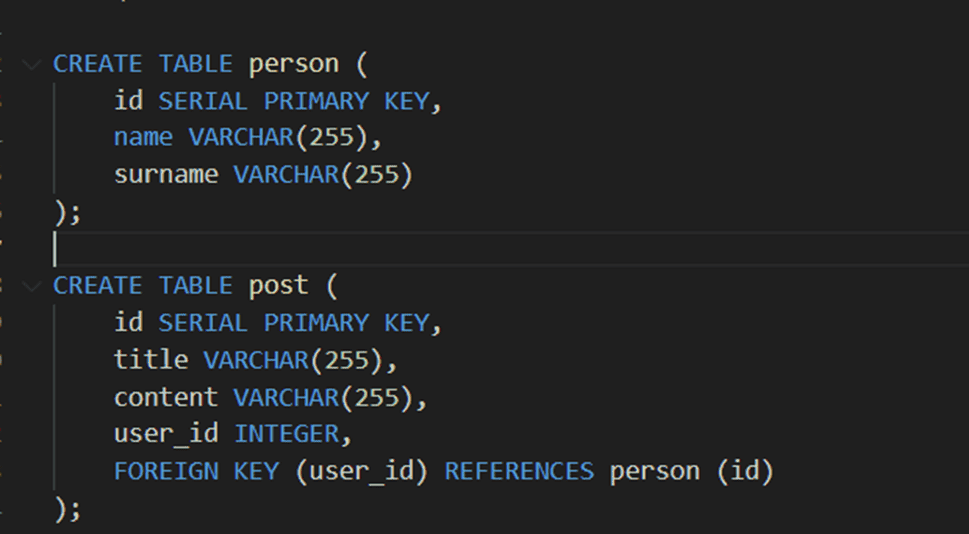 CREATE TABLE person (
    id SERIAL PRIMARY KEY,
    name VARCHAR(255),
    surname VARCHAR(255)
);
CREATE TABLE post (
    id SERIAL PRIMARY KEY,
    title VARCHAR(255),
    content VARCHAR(255),
    user_id INTEGER,
    FOREIGN KEY (user_id) REFERENCES person (id)
);